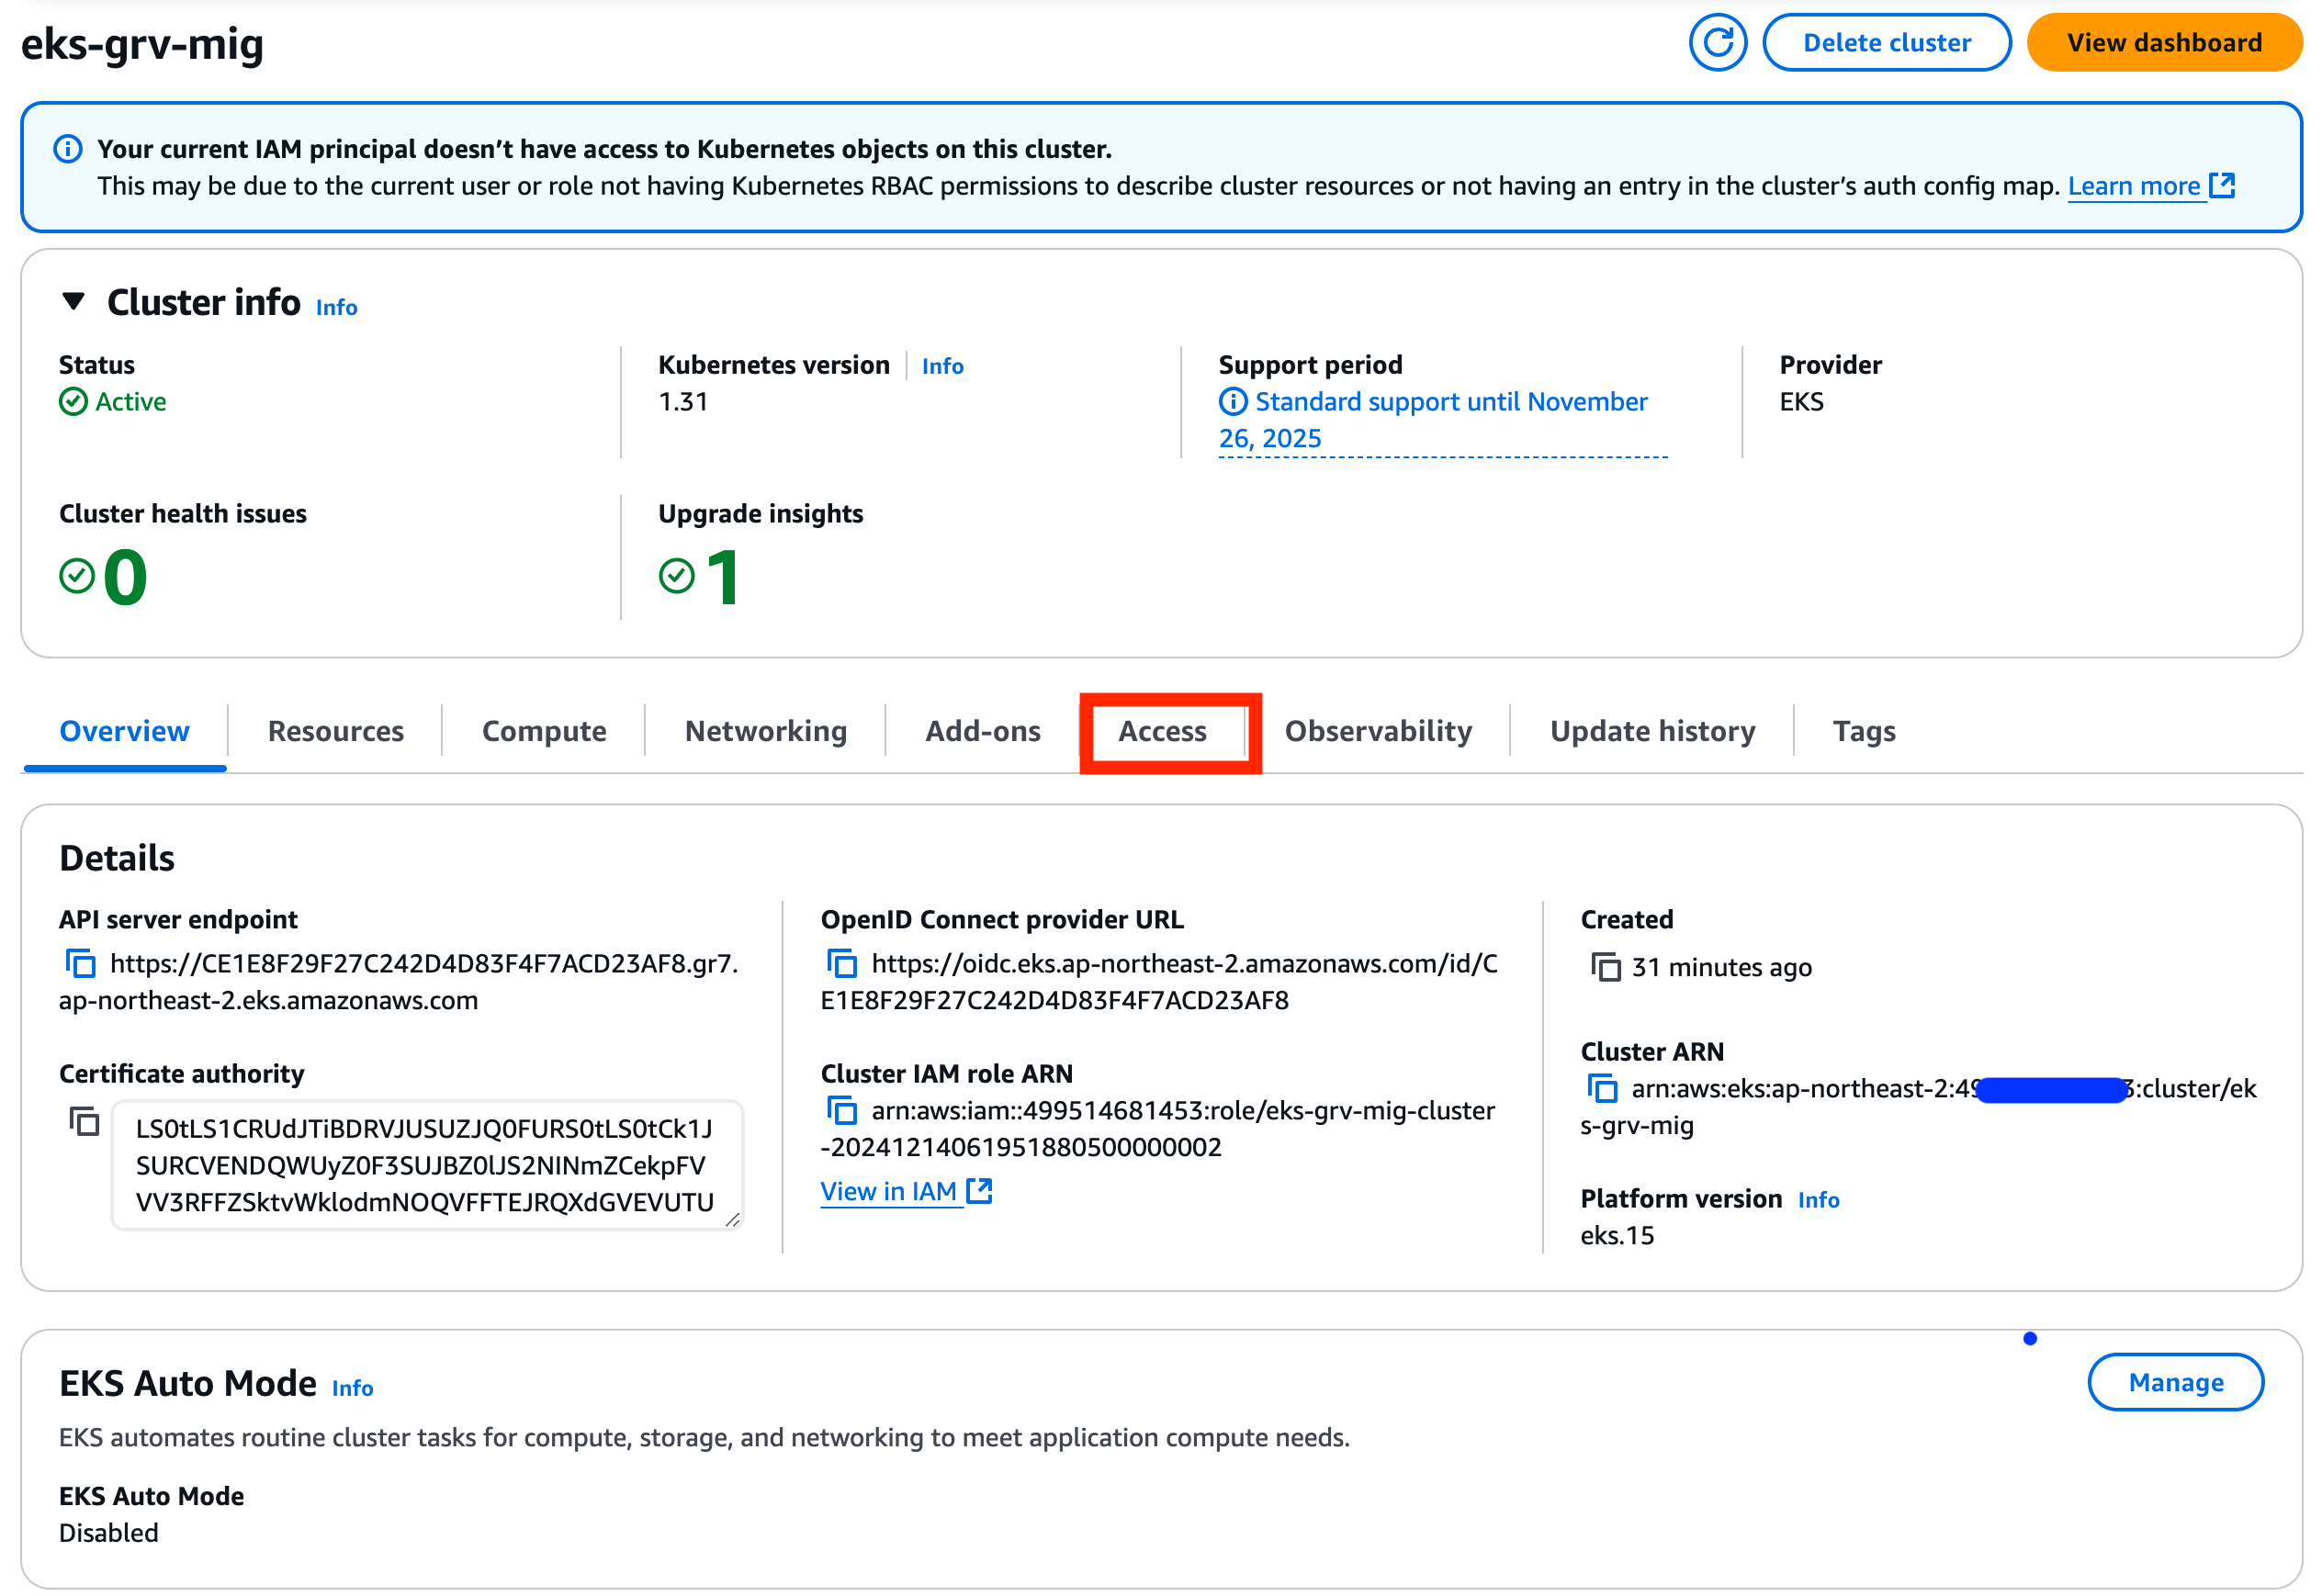 eks-grv-mig
Delete cluster
View dashboard
Your current IAM principal doesn’t have access to Kubernetes objects on this cluster.
This may be due to the current user or role not having Kubernetes RBAC permissions to describe cluster resources or not having an entry in the cluster’s auth config map. Learn more
Cluster info Info
Status
Active
Kubernetes version Info
1.31
Support period
Standard support until November
26, 2025
Provider
EKS
Cluster health issues
0
Upgrade insights
1
Overview Resources Compute Networking Add-ons Access Observability Update history Tags
Details
API server endpoint
https://CE1E8F29F27C242D4D83F4F7ACD23AF8.gr7.
ap-northeast-2.eks.amazonaws.com
Certificate authority
LS0tLS1CRUdJTiBDRVJUSUZJQ0FURS0tLS0tCk1J
SURCVENDQWUyZ0F3SUJBZ0lJS2NINmZCekpFV
VV3RFFZSktvWklodmNOQVFFTEJRQXdGVEVUTU
OpenID Connect provider URL
https://oidc.eks.ap-northeast-2.amazonaws.com/id/C
E1E8F29F27C242D4D83F4F7ACD23AF8
Cluster IAM role ARN
arn:aws:iam::499514681453:role/eks-grv-mig-cluster
-20241214061951880500000002
View in IAM
Created
31 minutes ago
Cluster ARN
arn:aws:eks:ap-northeast-2:49 3:cluster/ek
s-grv-mig
Platform version Info
eks.15
EKS Auto Mode Info
Manage
EKS automates routine cluster tasks for compute, storage, and networking to meet application compute needs.
EKS Auto Mode
Disabled